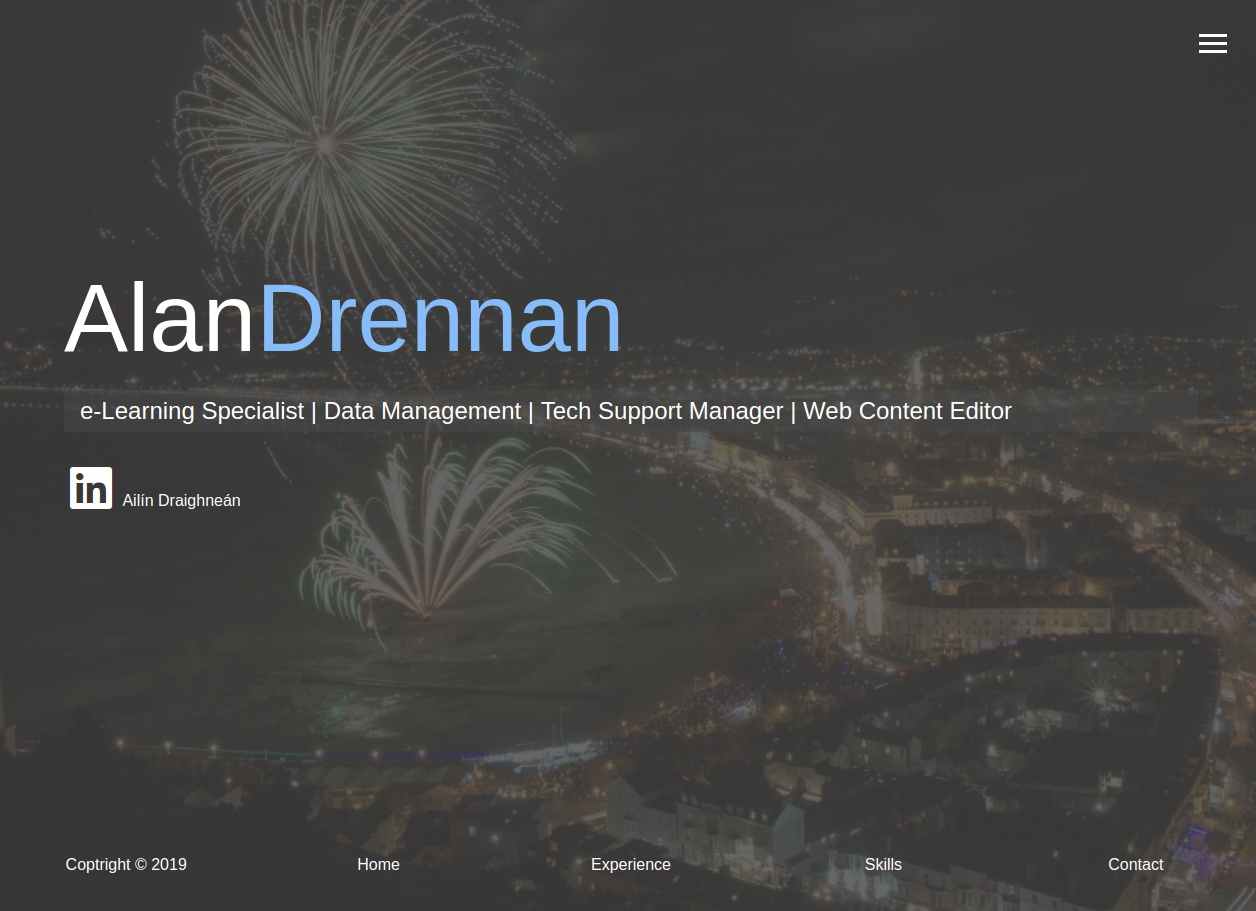 AlanDrennan
e-Learning Specialist | Data Management | Tech Support Manager | Web Content Editor
in Ailín Draighneán
Coptright © 2019 Home Experience Skills Contact